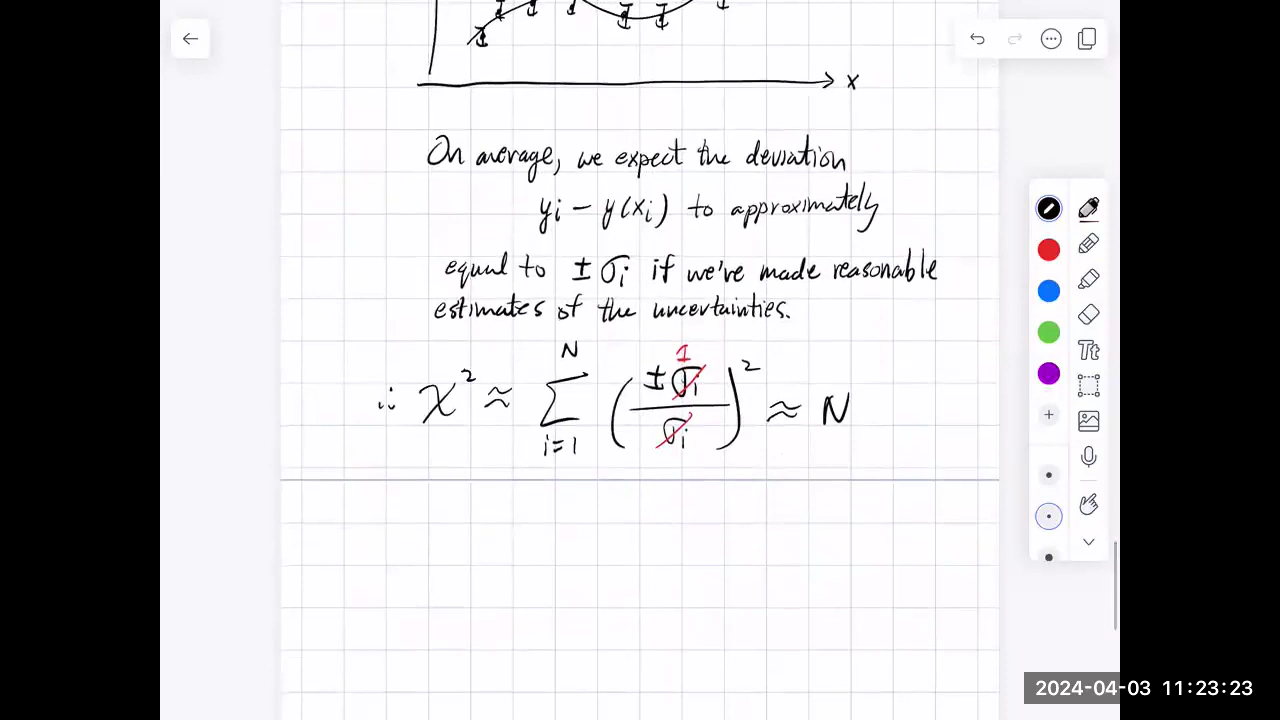 x
On average, we expect the deviation
yi − y(xi) to approximately
equal to ± σi if we've made reasonable
estimates of the uncertainties.
∴ χ² ≈ N∑i=1 (±σi/σi)² ≈ N
1
Tt
2024-04-03 11:23:23